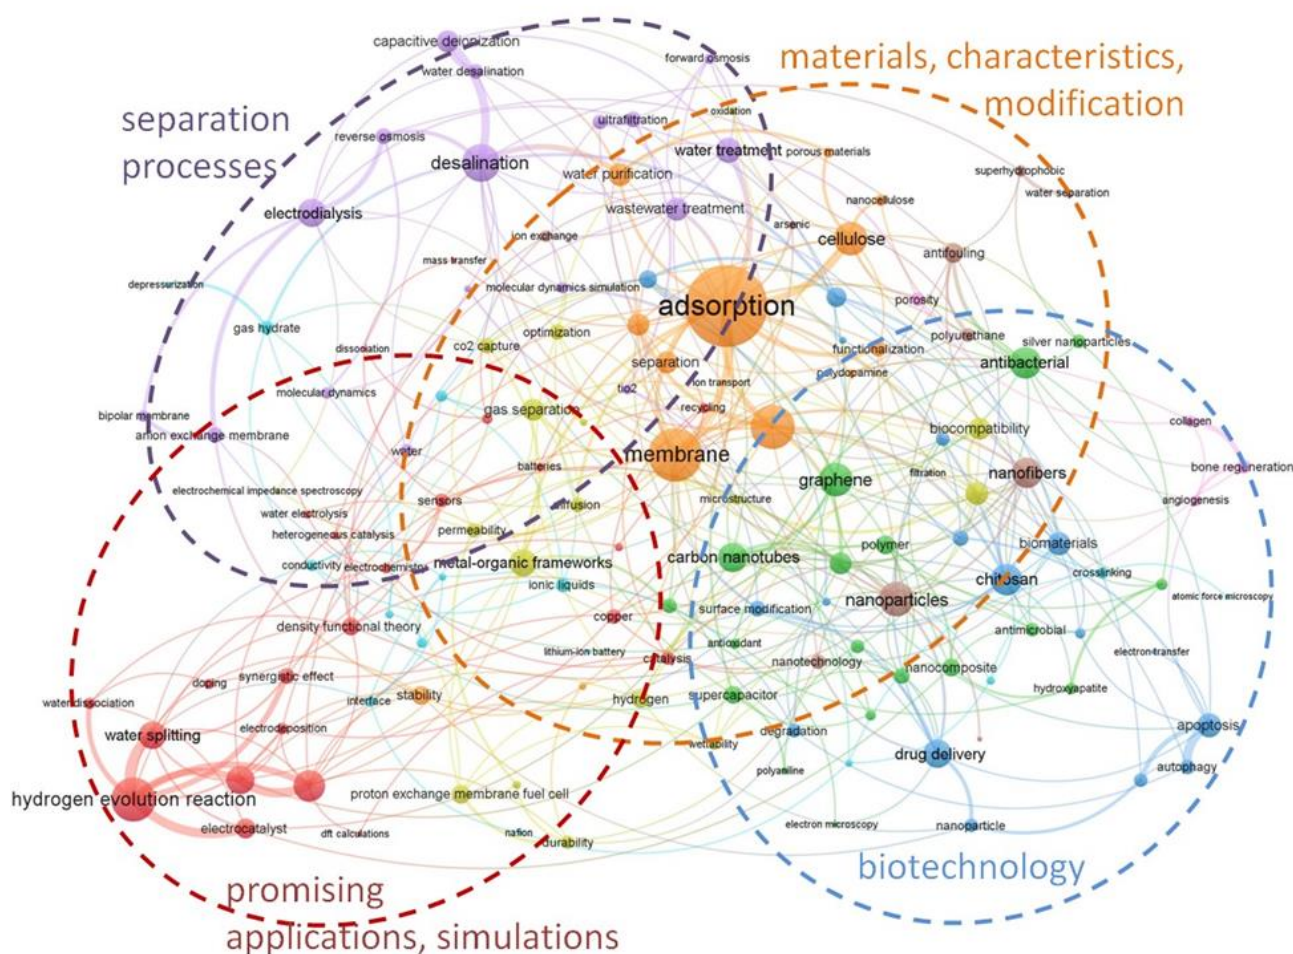 capacitive deionization
forward osmosis
materials, characteristics,
modification
water desalination
separation
processes
oxidation
ultrafiltration
reverse osmosis
desalination
water treatment
porous materials
water purification
superhydrophobic
water separation
nanocellulose
electrodialysis
wastewater treatment
arsenic
ion exchange
cellulose
antifouling
mass transfer
depressurization
molecular dynamics simulation
adsorption
porosity
gas hydrate
optimization
polyurethane
silver nanoparticles
dissociation
co2 capture
functionalization
separation
antibacterial
polydopamine
ion transport
molecular dynamics
tio2
recycling
gas separation
bipolar membrane
collagen
anion exchange membrane
biocompatibility
water
membrane
batteries
bone regeneration
filtration
nanofibers
graphene
electrochemical impedance spectroscopy
sensors
microstructure
angiogenesis
diffusion
water electrolysis
permeability
heterogeneous catalysis
polymer
biomaterials
carbon nanotubes
metal-organic frameworks
conductivity
electrochemistry
crosslinking
chitosan
ionic liquids
atomic force microscopy
nanoparticles
surface modification
copper
density functional theory
antimicrobial
antioxidant
lithium-ion battery
catalysis
nanotechnology
electron transfer
nanocomposite
synergistic effect
doping
hydroxyapatite
stability
supercapacitor
water dissociation
interface
hydrogen
electrodeposition
apoptosis
water splitting
degradation
wettability
drug delivery
autophagy
polyaniline
hydrogen evolution reaction
proton exchange membrane fuel cell
electrocatalyst
dft calculations
nafion
electron microscopy
nanoparticle
durability
biotechnology
promising
applications, simulations